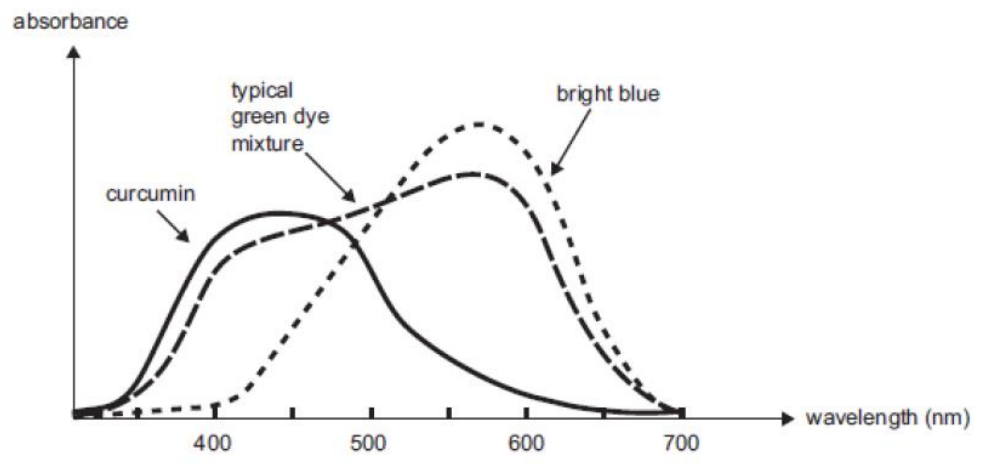 absorbance
typical
green dye
mixture
bright blue
curcumin
wavelength (nm)
400
500
600
700